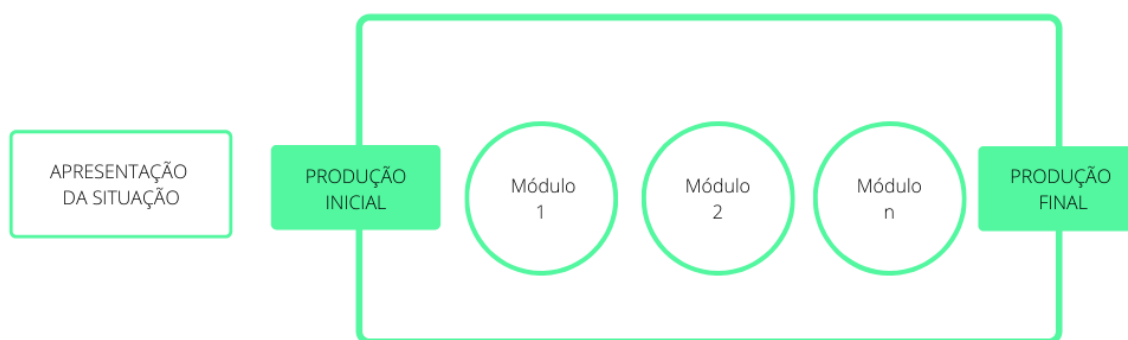 APRESENTAÇÃO
DA SITUAÇÃO
PRODUÇÃO
INICIAL
Módulo
1
Módulo
2
Módulo
n
PRODUÇÃO
FINAL